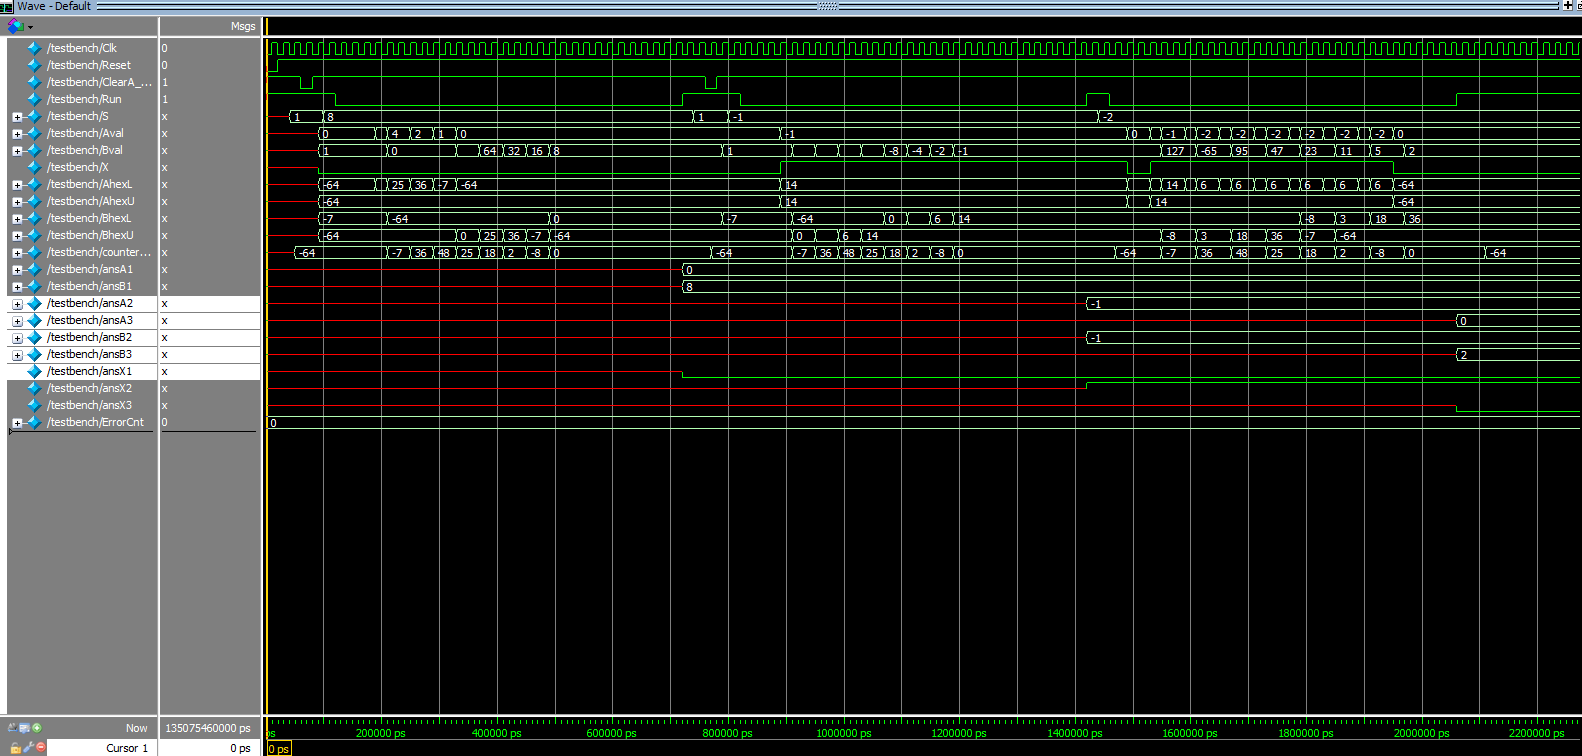 Wave - Default
Msgs
/testbench/Clk 0
/testbench/Reset 0
/testbench/ClearA_... 1
/testbench/Run 1
/testbench/S x 1 8 1 -1 -2
/testbench/Aval x 0 4 2 1 0 -1 0 -1 -2 -2 -2 -2 -2 -2 0
/testbench/Bval x 1 0 64 32 16 8 1 -8 -4 -2 -1 127 -65 95 47 23 11 5 2
/testbench/X x
/testbench/AhexL x -64 25 36 -7 -64 14 14 6 6 6 6 6 6 -64
/testbench/AhexU x -64 14 14 -64
/testbench/BhexL x -7 -64 0 -7 -64 0 6 14 -8 3 18 36
/testbench/BhexU x -64 0 25 36 -7 -64 0 6 14 -8 3 18 36 -7 -64
/testbench/counter... x -64 -7 36 48 25 18 2 -8 0 -64 -7 36 48 25 18 2 -8 0 -64 -7 36 48 25 18 2 -8 0 -64
/testbench/ansA1 x 0
/testbench/ansB1 x 8
/testbench/ansA2 x -1
/testbench/ansA3 x 0
/testbench/ansB2 x -1
/testbench/ansB3 x 2
/testbench/ansX1 x
/testbench/ansX2 x
/testbench/ansX3 x
/testbench/ErrorCnt 0 0
Now 135075460000 ps ps 200000 ps 400000 ps 600000 ps 800000 ps 1000000 ps 1200000 ps 1400000 ps 1600000 ps 1800000 ps 2000000 ps 2200000 ps
Cursor 1 0 ps 0 ps